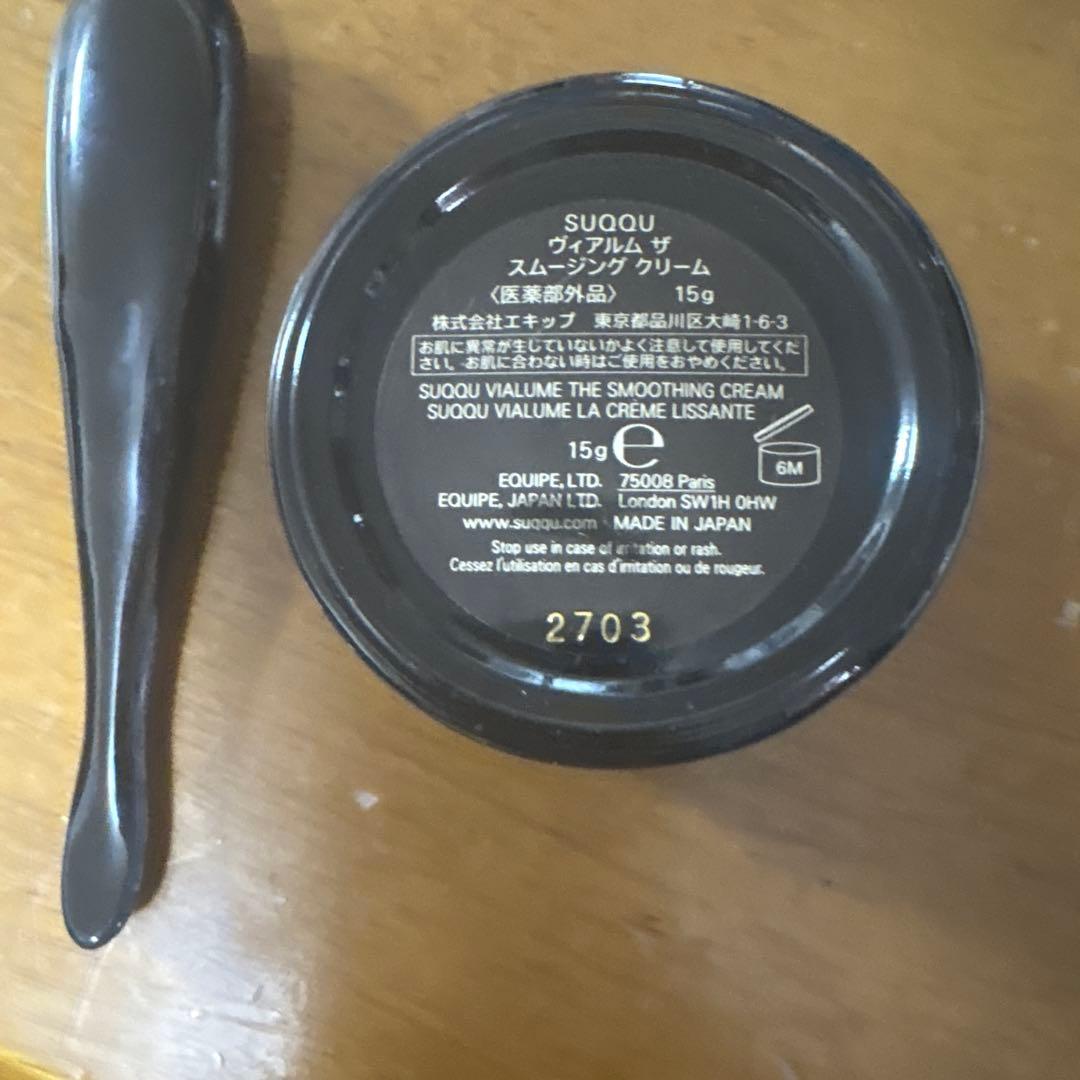 SUQQU
ヴィアルム ザ
スムージング クリーム
〈医薬部外品〉 15g
株式会社エキップ 東京都品川区大崎1-6-3
お肌に異常が生じていないかよく注意して使用してくだ
さい。お肌に合わない時はご使用をおやめください。
SUQQU VIALUME THE SMOOTHING CREAM
SUQQU VIALUME LA CRÈME LISSANTE
15g e
6M
EQUIPE, LTD. 75008 Paris
EQUIPE, JAPAN LTD. London SW1H 0HW
www.suqqu.com MADE IN JAPAN
Stop use in case of irritation or rash.
Cessez l'utilisation en cas d'irritation ou de rougeur.
2703